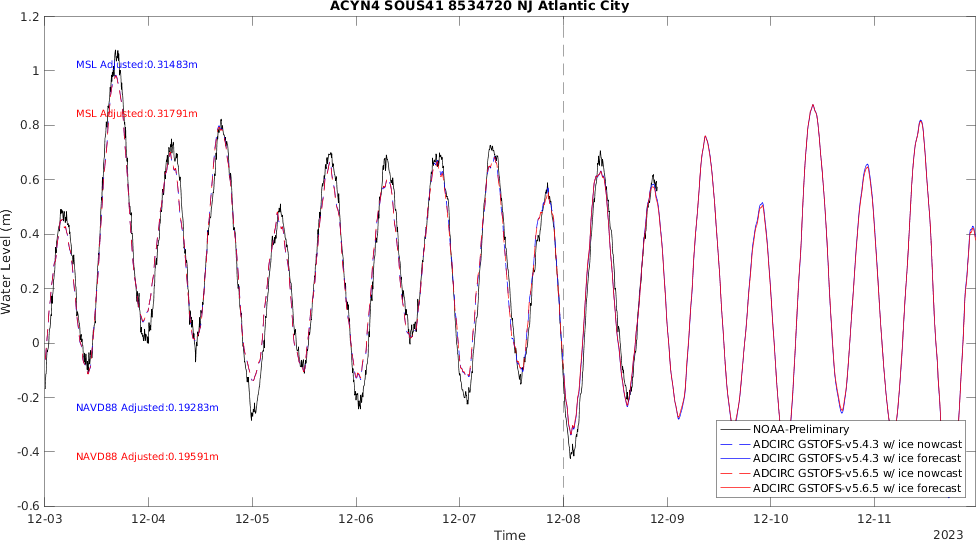 ACYN4 SOUS41 8534720 NJ Atlantic City
1.2
1
0.8
0.6
0.4
0.2
0
-0.2
-0.4
-0.6
Water Level (m)
MSL Adjusted:0.31483m
MSL Adjusted:0.31791m
NAVD88 Adjusted:0.19283m
NAVD88 Adjusted:0.19591m
NOAA-Preliminary
ADCIRC GSTOFS-v5.4.3 w/ ice nowcast
ADCIRC GSTOFS-v5.4.3 w/ ice forecast
ADCIRC GSTOFS-v5.6.5 w/ ice nowcast
ADCIRC GSTOFS-v5.6.5 w/ ice forecast
12-03 12-04 12-05 12-06 12-07 12-08 12-09 12-10 12-11
Time
2023